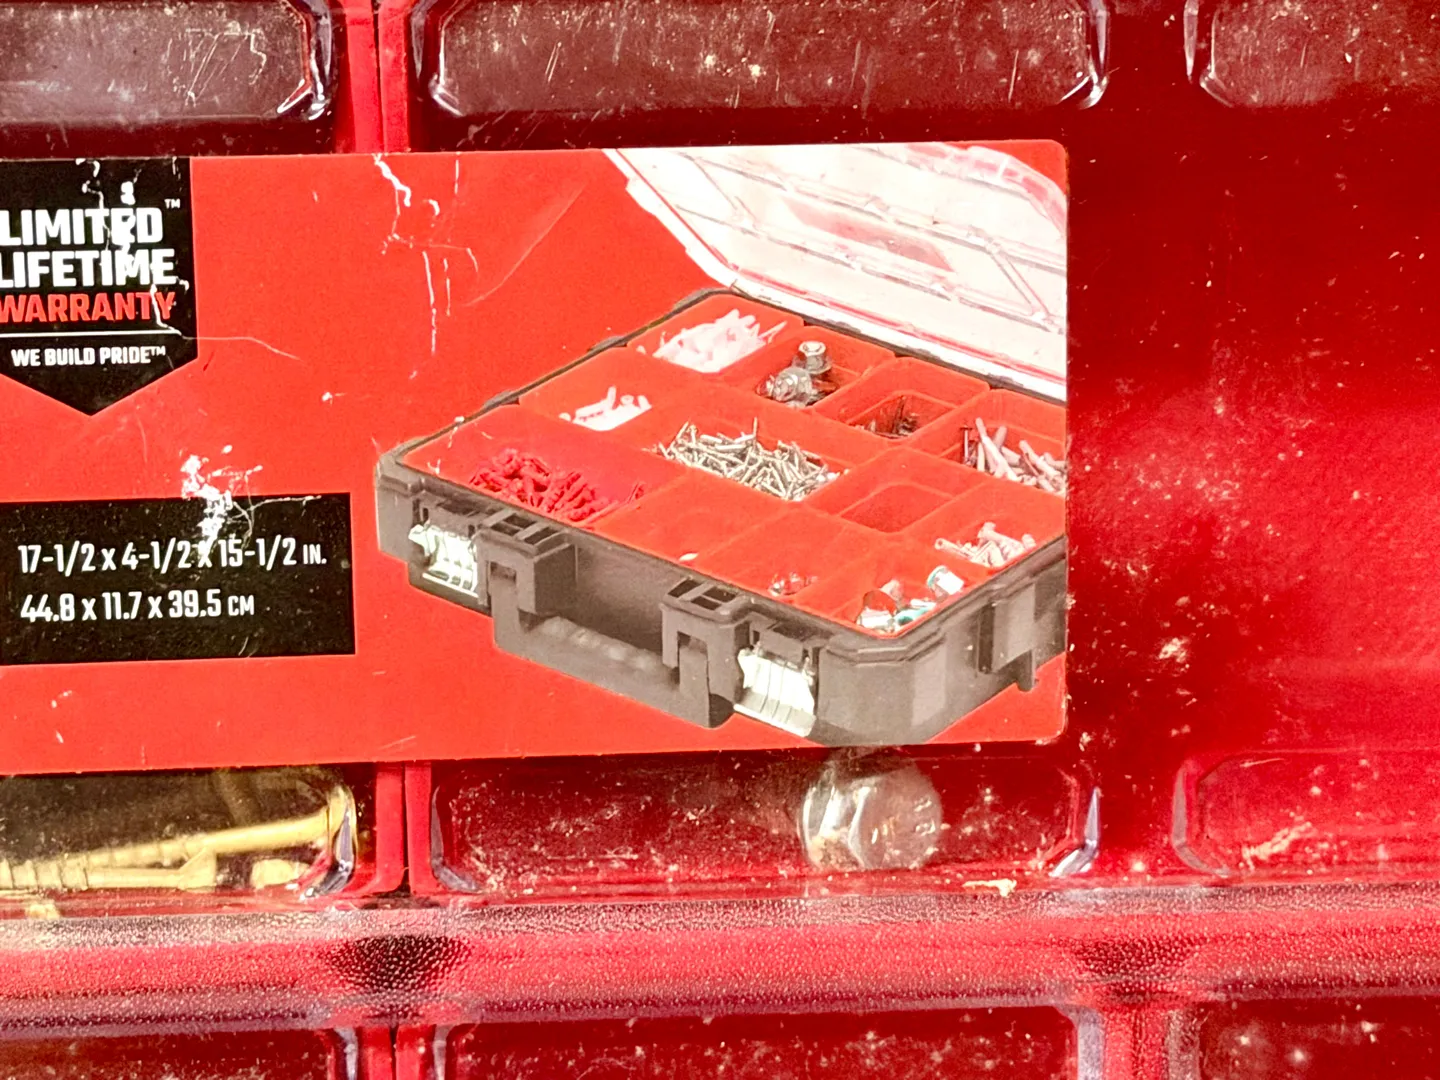 LIMITED™
LIFETIME
WARRANTY
WE BUILD PRIDE™
17-1/2 x 4-1/2 x 15-1/2 IN.
44.8 x 11.7 x 39.5 CM